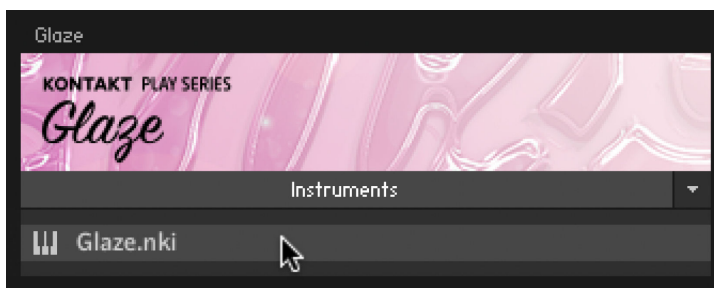 Glaze
KONTAKT PLAY SERIES
Glaze
Instruments
Glaze.nki